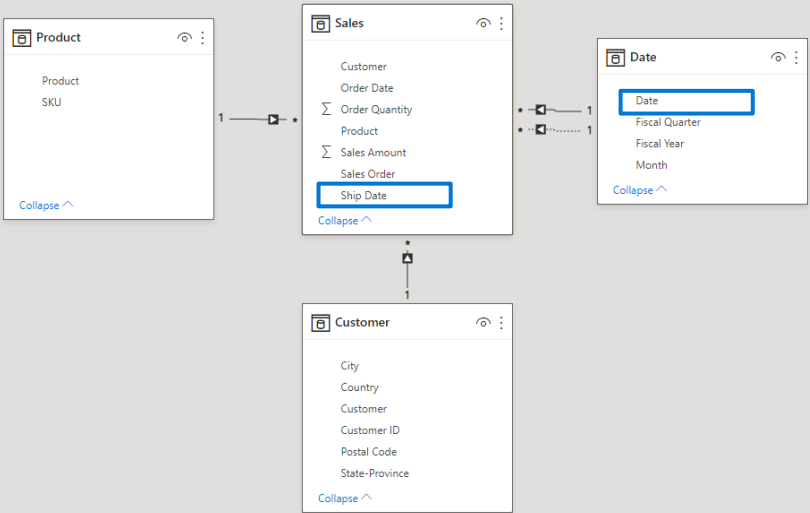 Product
Product
SKU
Collapse
1
*
Sales
Customer
Order Date
Σ Order Quantity
Product
Σ Sales Amount
Sales Order
Ship Date
Collapse
* 1
* 1
Date
Date
Fiscal Quarter
Fiscal Year
Month
Collapse
*
1
Customer
City
Country
Customer
Customer ID
Postal Code
State-Province
Collapse